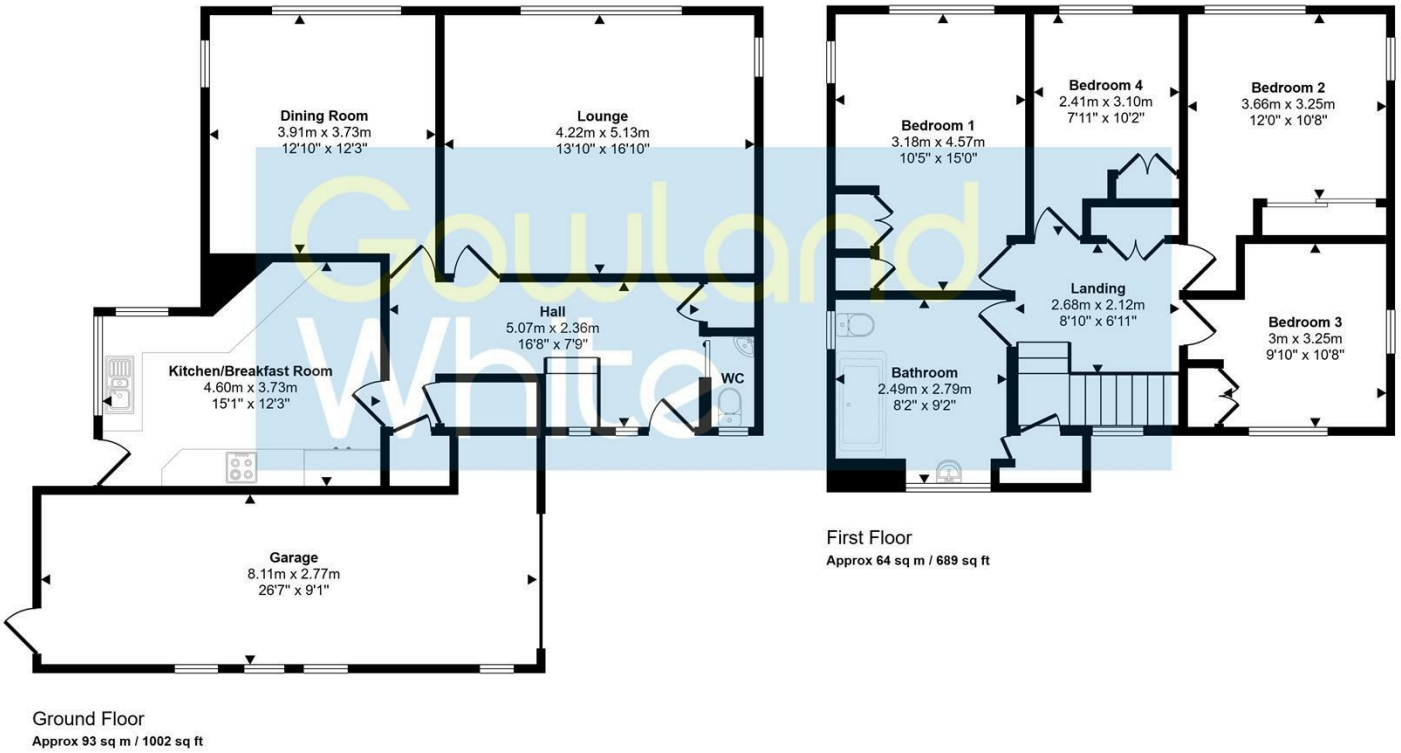 Dining Room
3.91m x 3.73m
12'10" x 12'3"
Lounge
4.22m x 5.13m
13'10" x 16'10"
Kitchen/Breakfast Room
4.60m x 3.73m
15'1" x 12'3"
Hall
5.07m x 2.36m
16'8" x 7'9"
WC
Garage
8.11m x 2.77m
26'7" x 9'1"
Ground Floor
Approx 93 sq m / 1002 sq ft
Bedroom 1
3.18m x 4.57m
10'5" x 15'0"
Bedroom 4
2.41m x 3.10m
7'11" x 10'2"
Bedroom 2
3.66m x 3.25m
12'0" x 10'8"
Landing
2.68m x 2.12m
8'10" x 6'11"
Bedroom 3
3m x 3.25m
9'10" x 10'8"
Bathroom
2.49m x 2.79m
8'2" x 9'2"
First Floor
Approx 64 sq m / 689 sq ft
Gowland
White